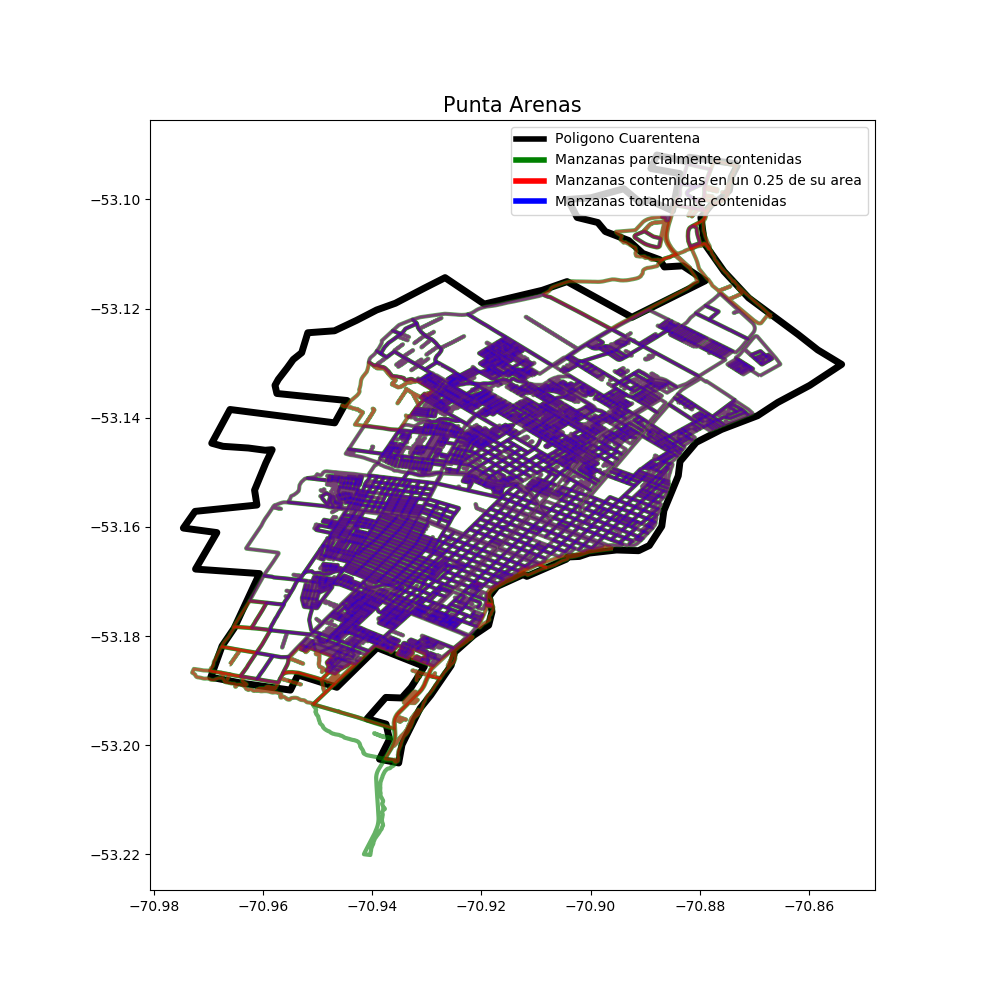 Punta Arenas
Poligono Cuarentena
Manzanas parcialmente contenidas
Manzanas contenidas en un 0.25 de su area
Manzanas totalmente contenidas
−53.10
−53.12
−53.14
−53.16
−53.18
−53.20
−53.22
−70.98 −70.96 −70.94 −70.92 −70.90 −70.88 −70.86